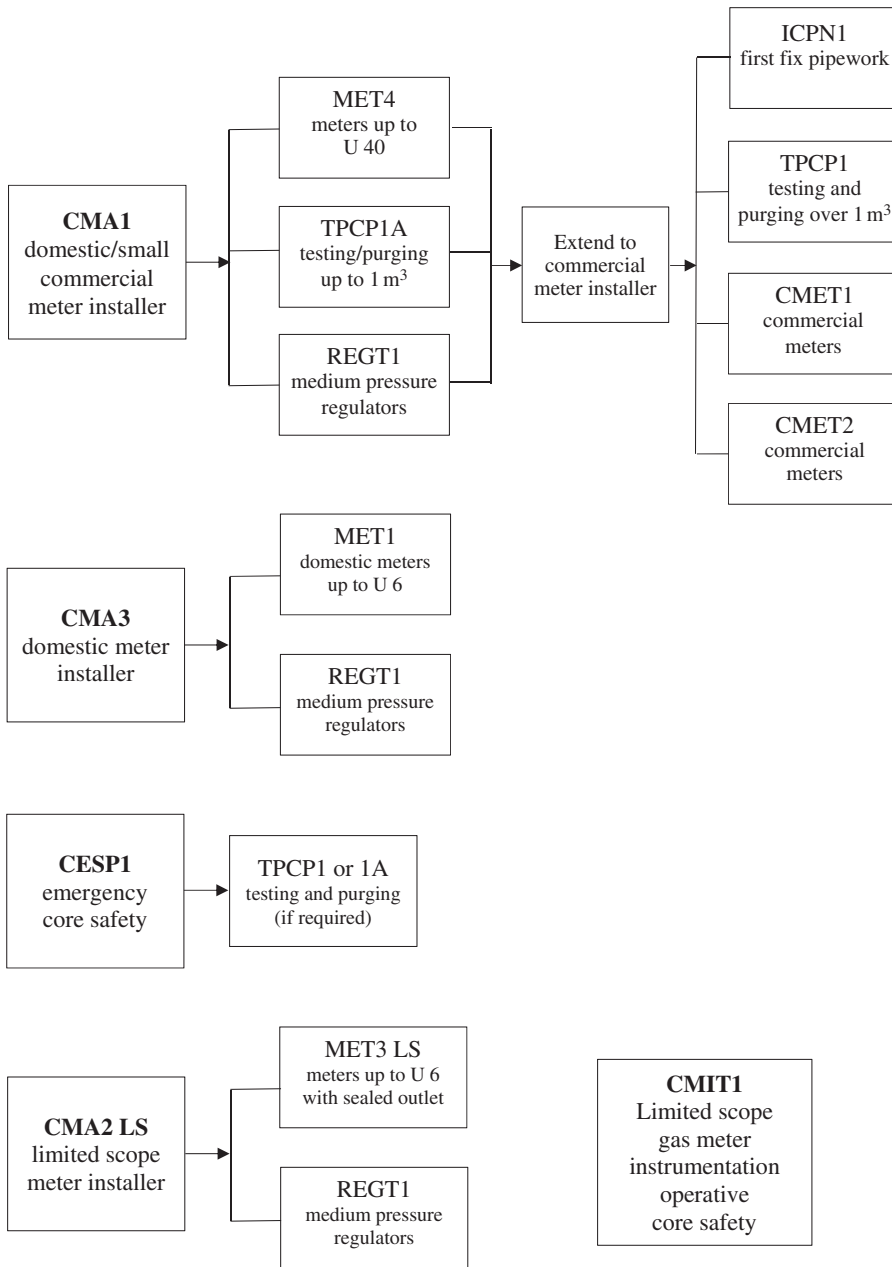 CMA1
domestic/small
commercial
meter installer
MET4
meters up to
U 40
TPCP1A
testing/purging
up to 1 m³
REGT1
medium pressure
regulators
Extend to
commercial
meter installer
ICPN1
first fix pipework
TPCP1
testing and
purging over 1 m³
CMET1
commercial
meters
CMET2
commercial
meters
CMA3
domestic meter
installer
MET1
domestic meters
up to U 6
REGT1
medium pressure
regulators
CESP1
emergency
core safety
TPCP1 or 1A
testing and purging
(if required)
CMA2 LS
limited scope
meter installer
MET3 LS
meters up to U 6
with sealed outlet
REGT1
medium pressure
regulators
CMIT1
Limited scope
gas meter
instrumentation
operative
core safety